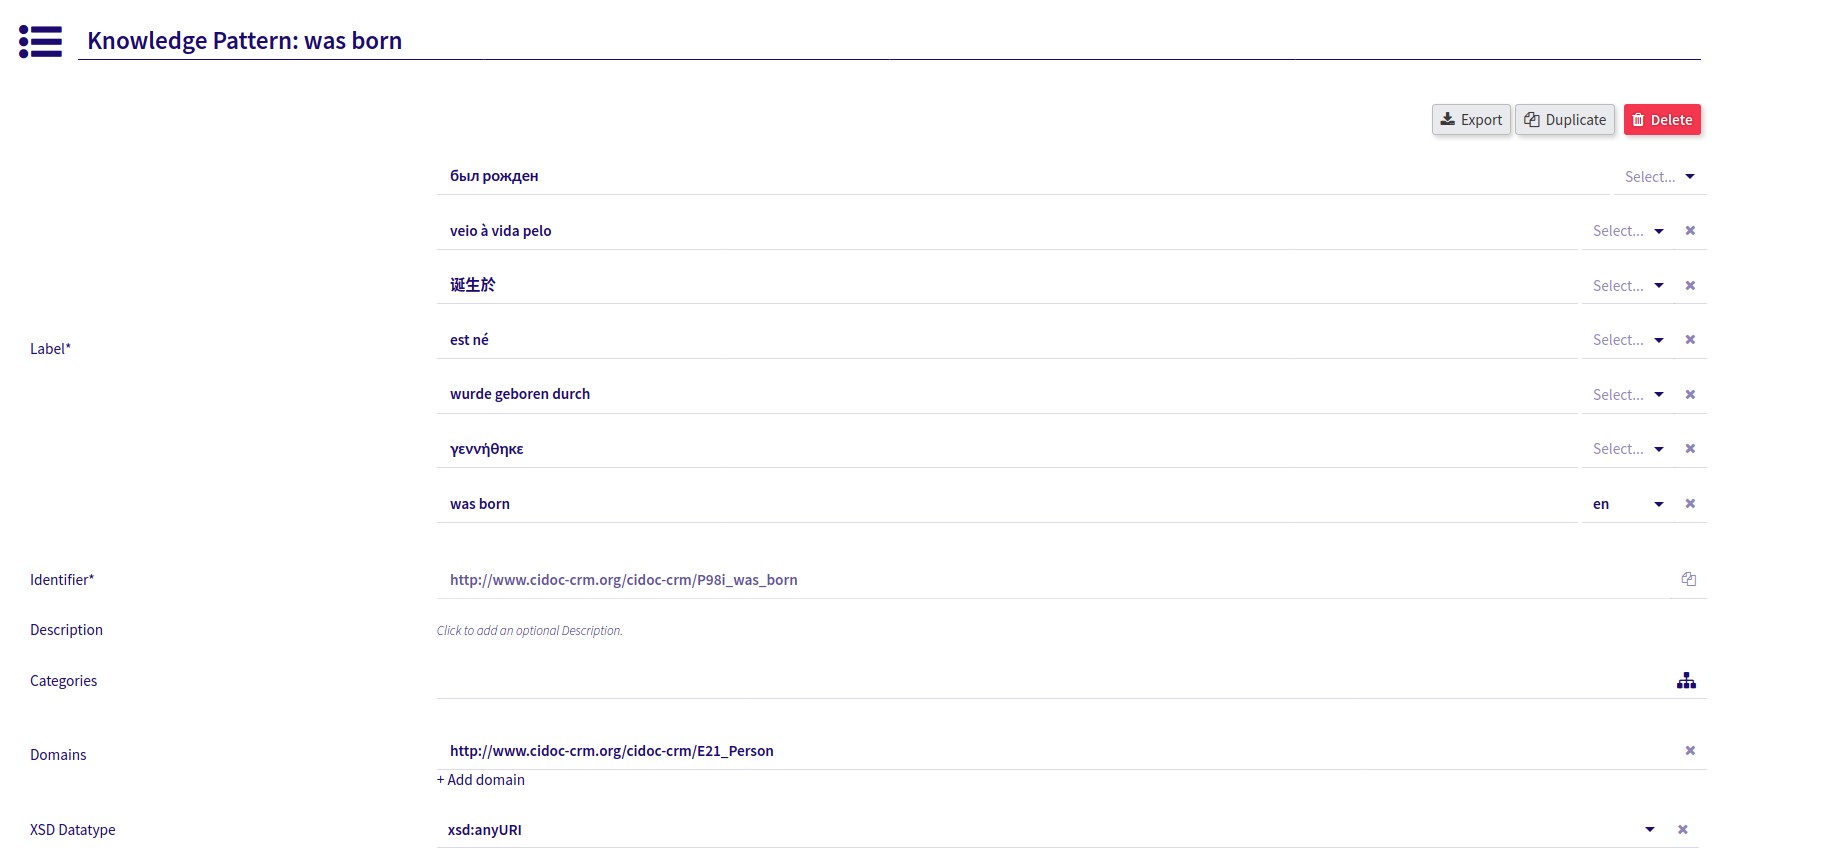 Knowledge Pattern: was born
Export Duplicate Delete
был рожден Select...
veio à vida pelo Select...
诞生於 Select...
Label*
est né Select...
wurde geboren durch Select...
γεννήθηκε Select...
was born en
Identifier* http://www.cidoc-crm.org/cidoc-crm/P98i_was_born
Description Click to add an optional Description.
Categories
Domains http://www.cidoc-crm.org/cidoc-crm/E21_Person
+ Add domain
XSD Datatype xsd:anyURI